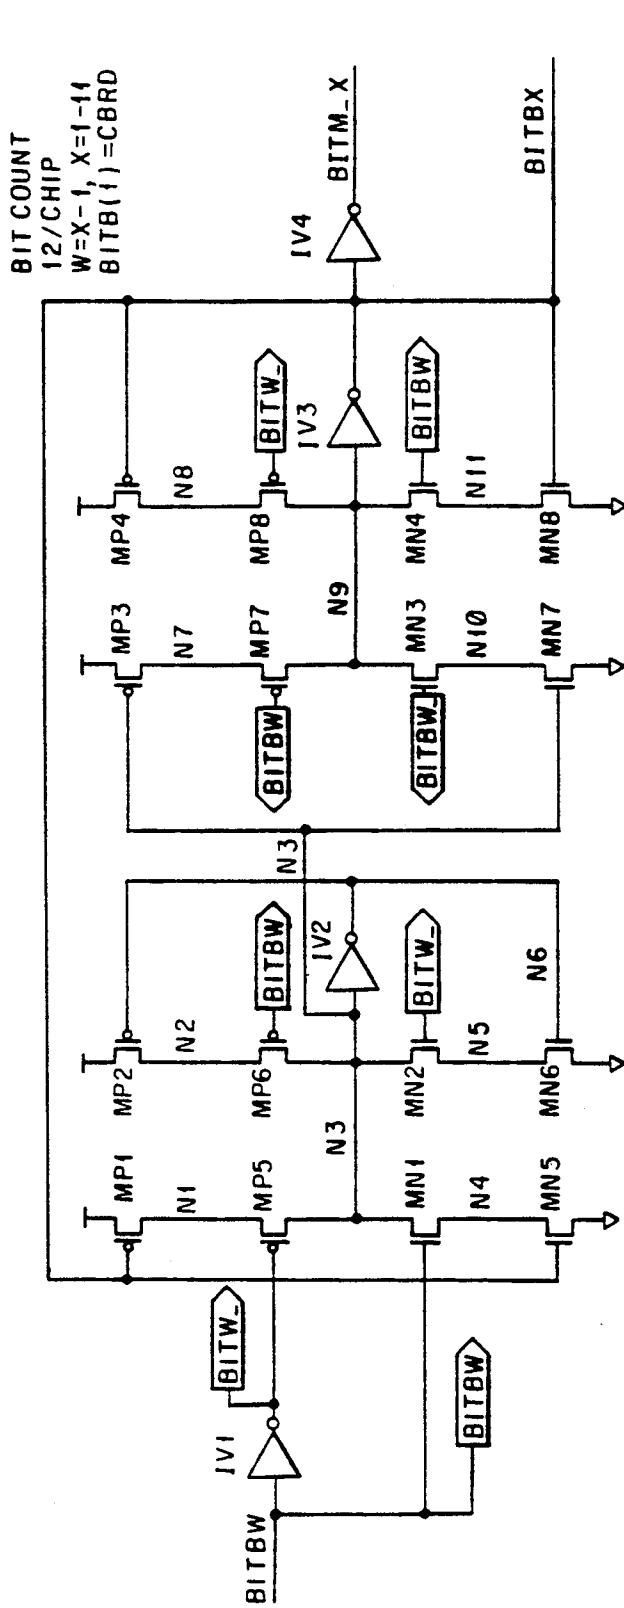 BIT COUNT
12/CHIP
W=X-1, X=1-11
BITB(1)=CBRD
MP1
MP2
MP3
MP4
N1
N2
N7
N8
BITW_
BITBW
BITBW
BITW_
IV1
MP5
MP6
MP7
MP8
IV2
N3
IV3
IV4
BITBW
N3
N9
BITM_X
MN1
MN2
BITW_
MN3
BITBW_
MN4
BITBW
BITBW
N4
N5
N10
N11
MN5
MN6
N6
MN7
MN8
BITBX